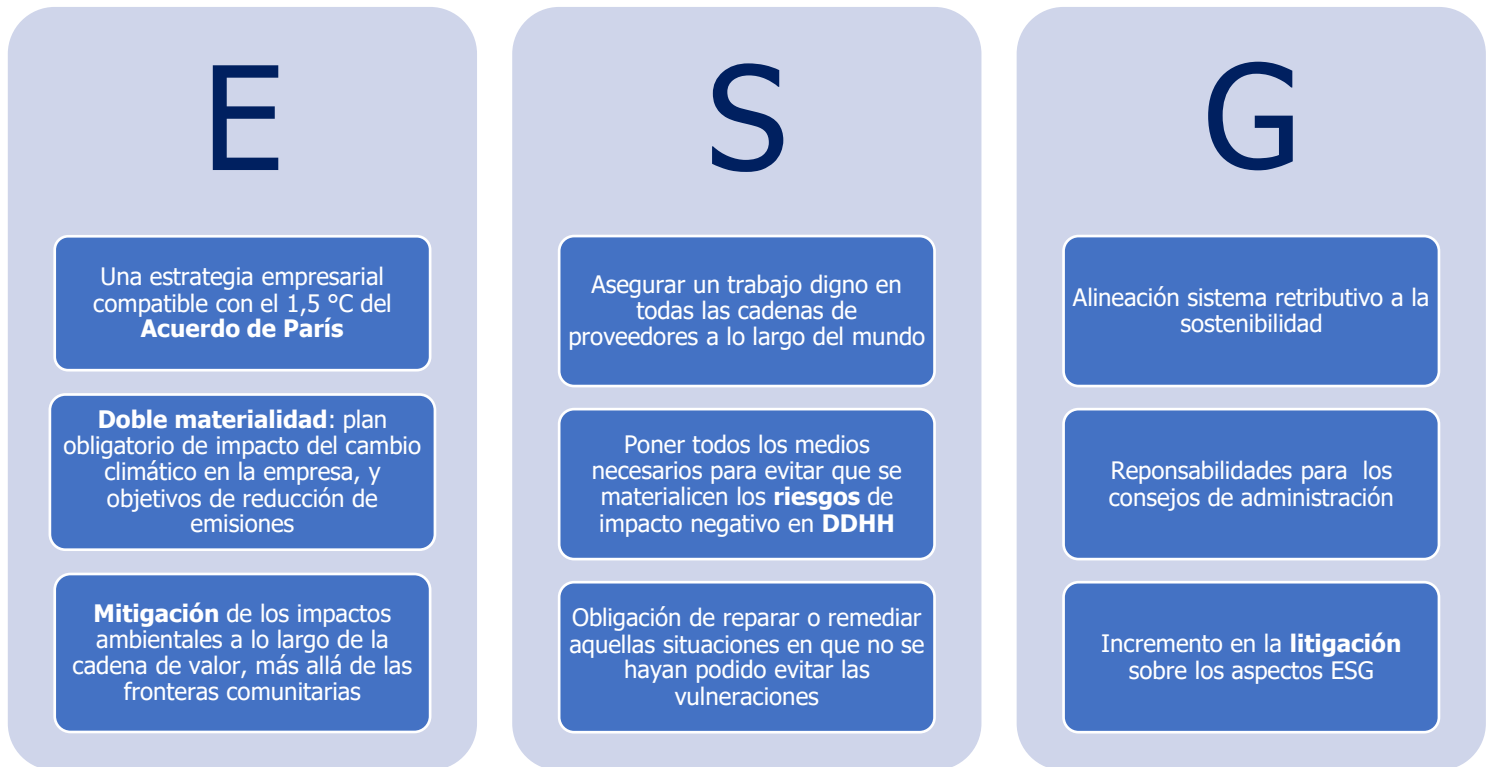 E
Una estrategia empresarial
compatible con el 1,5 °C del
Acuerdo de París
Doble materialidad: plan
obligatorio de impacto del cambio
climático en la empresa, y
objetivos de reducción de
emisiones
Mitigación de los impactos
ambientales a lo largo de la
cadena de valor, más allá de las
fronteras comunitarias
S
Asegurar un trabajo digno en
todas las cadenas de
proveedores a lo largo del mundo
Poner todos los medios
necesarios para evitar que se
materialicen los riesgos de
impacto negativo en DDHH
Obligación de reparar o remediar
aquellas situaciones en que no se
hayan podido evitar las
vulneraciones
G
Alineación sistema retributivo a la
sostenibilidad
Reponsabilidades para  los
consejos de administración
Incremento en la litigación
sobre los aspectos ESG